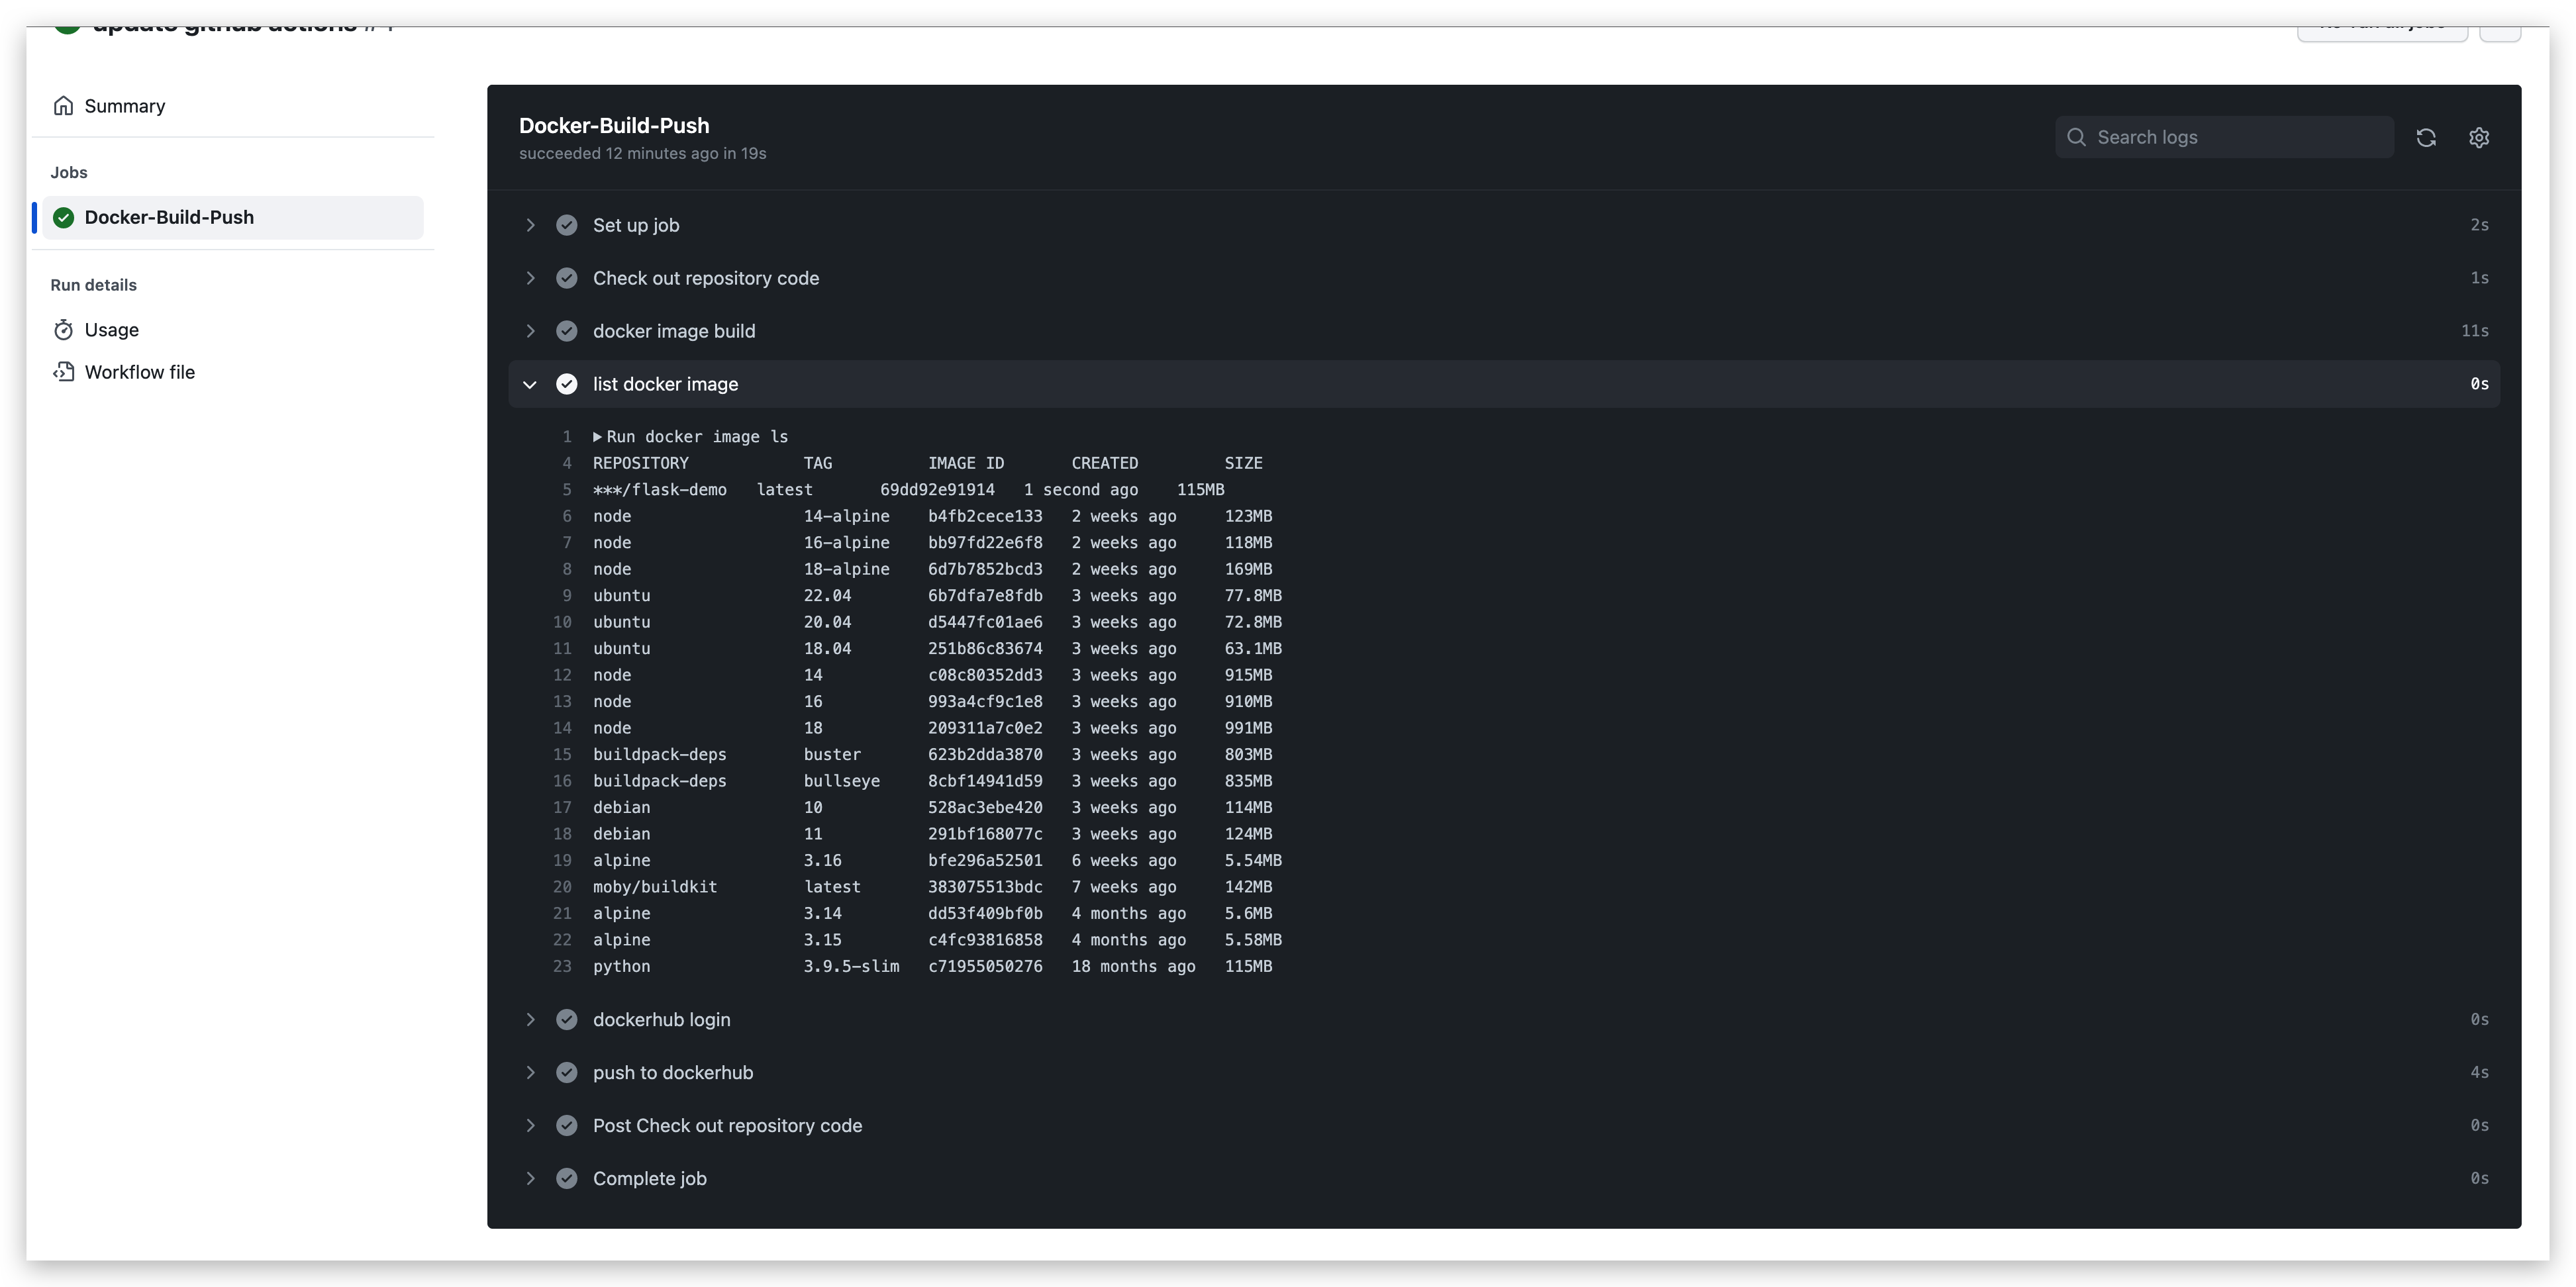 update github actions
Summary
Jobs
Docker-Build-Push
Run details
Usage
Workflow file
Docker-Build-Push
succeeded 12 minutes ago in 19s
Search logs
Set up job 2s
Check out repository code 1s
docker image build 11s
list docker image 0s
1 Run docker image ls
4 REPOSITORY TAG IMAGE ID CREATED SIZE
5 ***/flask-demo latest 69dd92e91914 1 second ago 115MB
6 node 14-alpine b4fb2cece133 2 weeks ago 123MB
7 node 16-alpine bb97fd22e6f8 2 weeks ago 118MB
8 node 18-alpine 6d7b7852bcd3 2 weeks ago 169MB
9 ubuntu 22.04 6b7dfa7e8fdb 3 weeks ago 77.8MB
10 ubuntu 20.04 d5447fc01ae6 3 weeks ago 72.8MB
11 ubuntu 18.04 251b86c83674 3 weeks ago 63.1MB
12 node 14 c08c80352dd3 3 weeks ago 915MB
13 node 16 993a4cf9c1e8 3 weeks ago 910MB
14 node 18 209311a7c0e2 3 weeks ago 991MB
15 buildpack-deps buster 623b2dda3870 3 weeks ago 803MB
16 buildpack-deps bullseye 8cbf14941d59 3 weeks ago 835MB
17 debian 10 528ac3ebe420 3 weeks ago 114MB
18 debian 11 291bf168077c 3 weeks ago 124MB
19 alpine 3.16 bfe296a52501 6 weeks ago 5.54MB
20 moby/buildkit latest 383075513bdc 7 weeks ago 142MB
21 alpine 3.14 dd53f409bf0b 4 months ago 5.6MB
22 alpine 3.15 c4fc93816858 4 months ago 5.58MB
23 python 3.9.5-slim c71955050276 18 months ago 115MB
dockerhub login 0s
push to dockerhub 4s
Post Check out repository code 0s
Complete job 0s